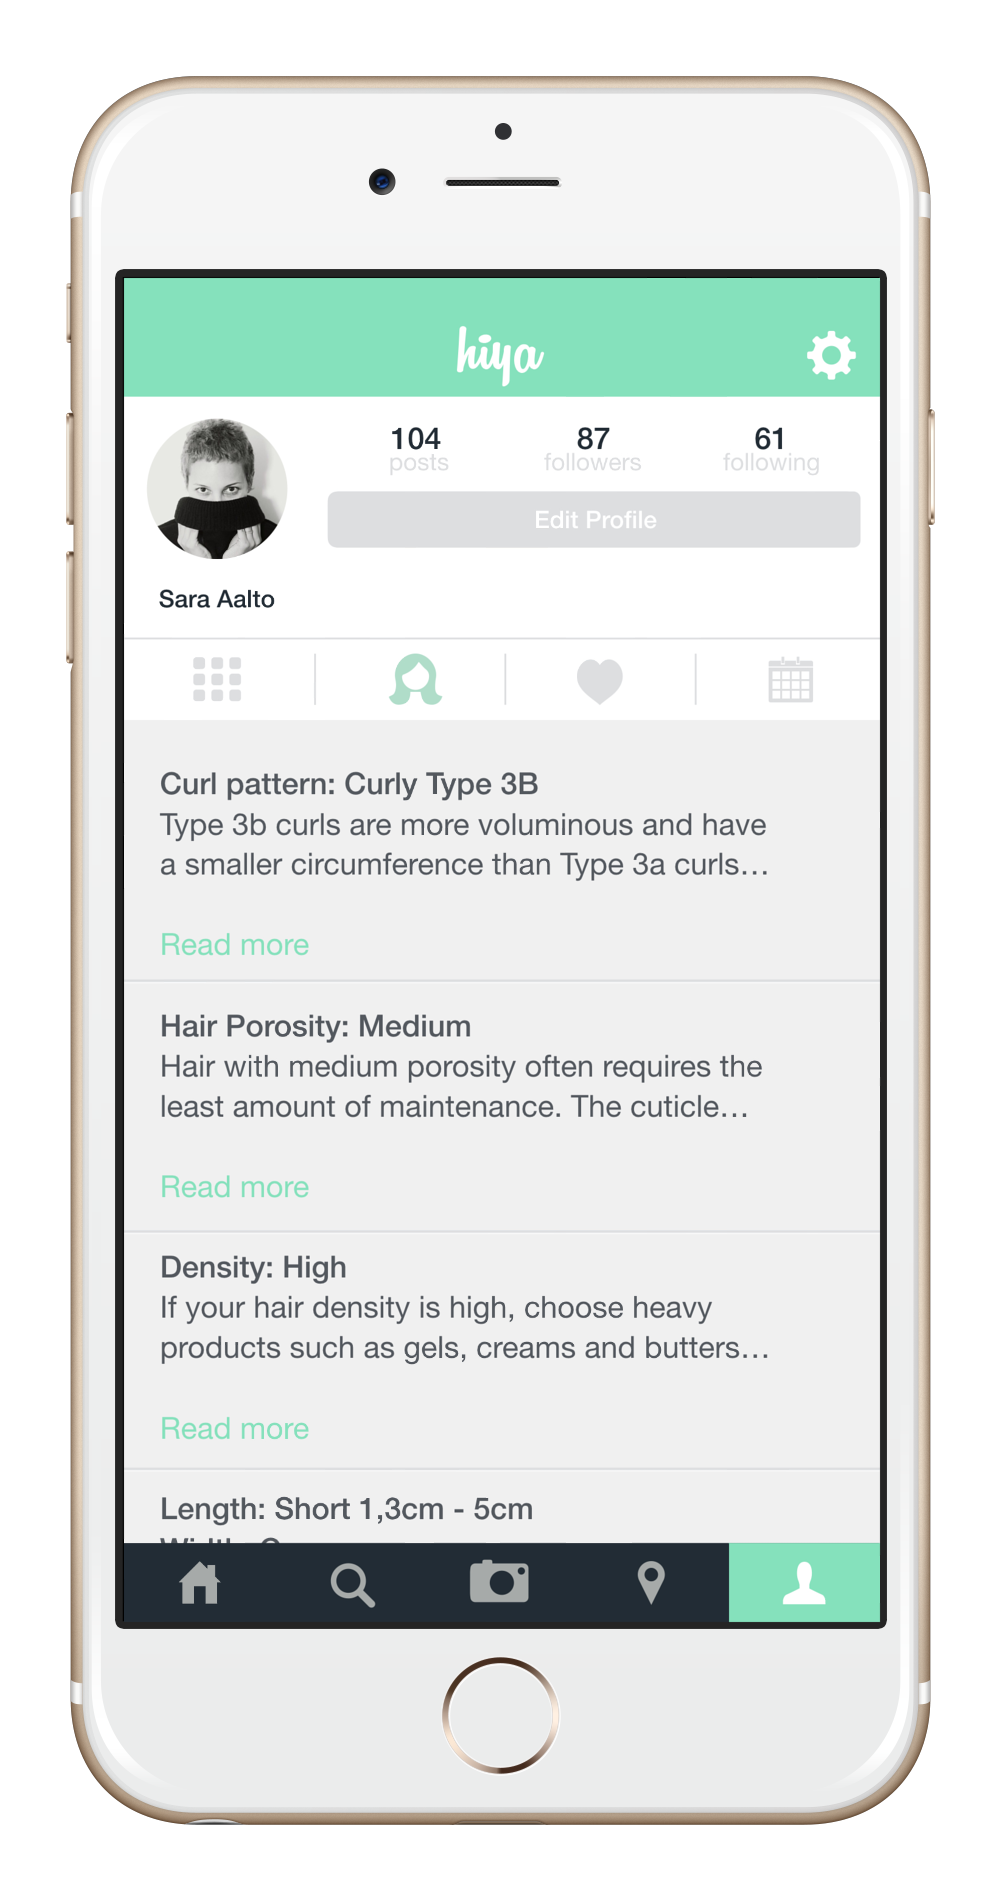 hiya
104 87 61
posts followers following
Edit Profile
Sara Aalto
Curl pattern: Curly Type 3B
Type 3b curls are more voluminous and have
a smaller circumference than Type 3a curls...
Read more
Hair Porosity: Medium
Hair with medium porosity often requires the
least amount of maintenance. The cuticle...
Read more
Density: High
If your hair density is high, choose heavy
products such as gels, creams and butters...
Read more
Length: Short 1,3cm - 5cm